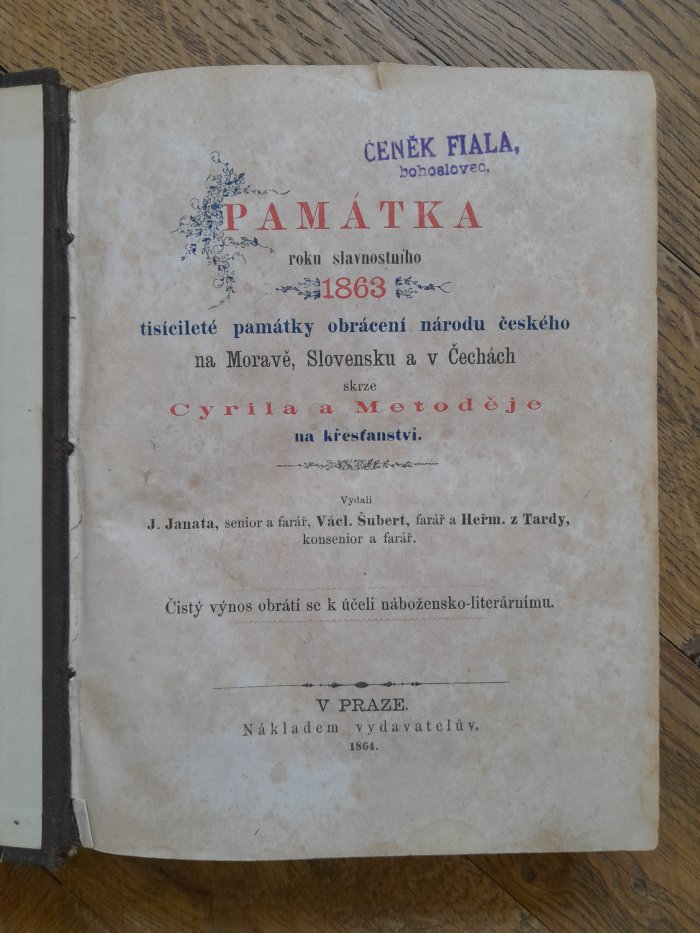 ČENĚK FIALA,
bohoslovec.
PAMÁTKA
roku slavnostního
1863
tisícileté památky obrácení národu českého
na Moravě, Slovensku a v Čechách
skrze
Cyrila a Metoděje
na křesťanství.
Vydali
J. Janata, senior a farář, Václ. Šubert, farář a Heřm. z Tardy,
konsenior a farář.
Čistý výnos obrátí se k účeli nábožensko-literárnímu.
V PRAZE.
Nákladem vydavatelův.
1864.